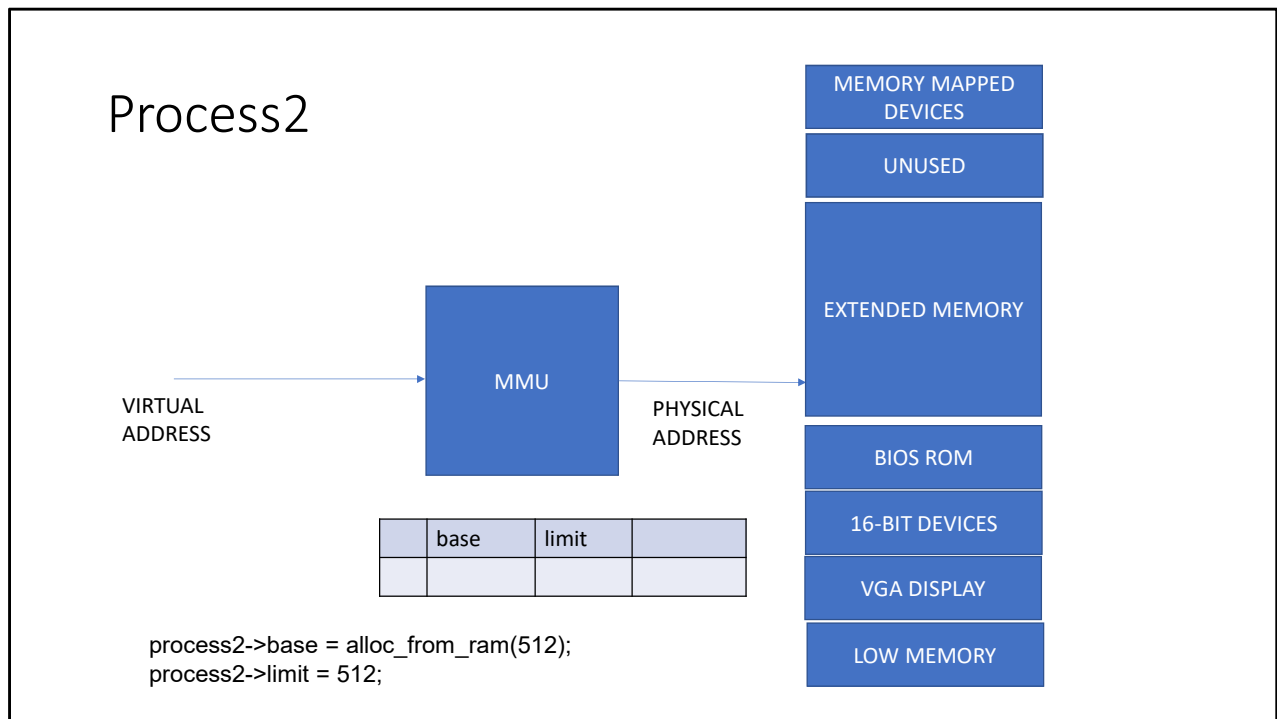 Process2
MEMORY MAPPED
DEVICES
UNUSED
EXTENDED MEMORY
MMU
VIRTUAL
ADDRESS
PHYSICAL
ADDRESS
BIOS ROM
16-BIT DEVICES
VGA DISPLAY
LOW MEMORY
base limit
process2->base = alloc_from_ram(512);
process2->limit = 512;